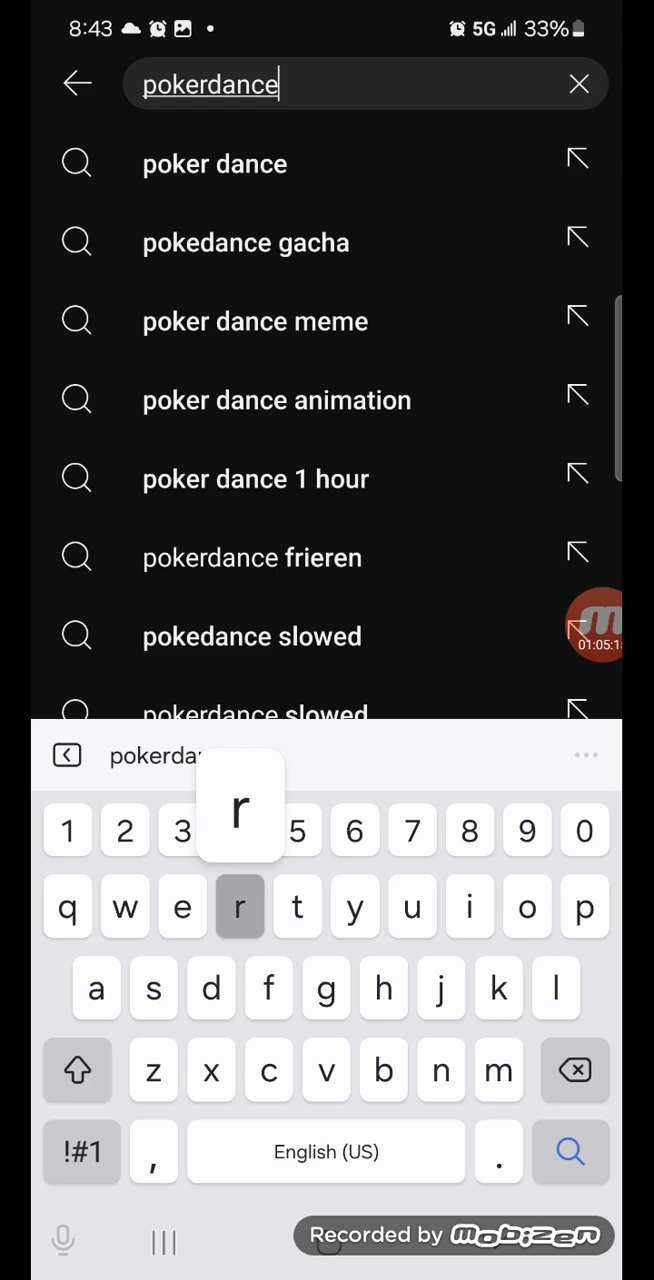 8:43 5G 33%
pokerdance
poker dance
pokedance gacha
poker dance meme
poker dance animation
poker dance 1 hour
pokerdance frieren
pokedance slowed
01:05:1
pokerdance slowed
pokerda
r
1 2 3 5 6 7 8 9 0
q w e r t y u i o p
a s d f g h j k l
z x c v b n m
!#1 , English (US) .
Recorded by mobizen